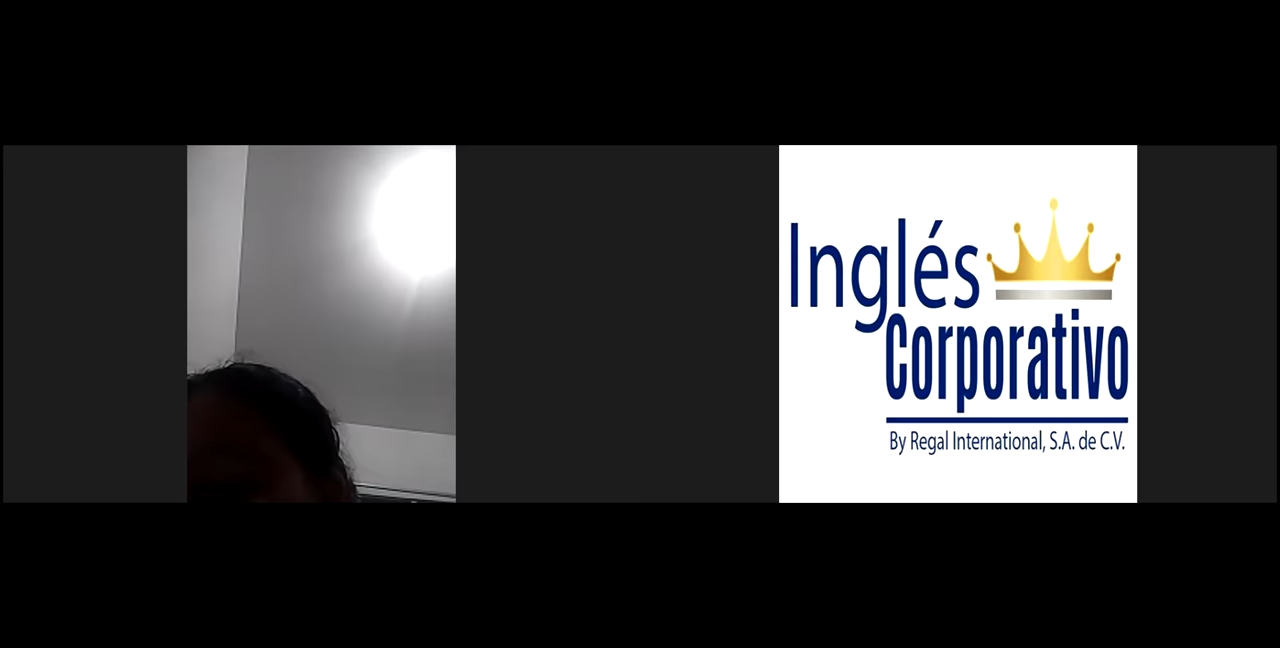 Inglés
Corporativo
By Regal International, S.A. de C.V.